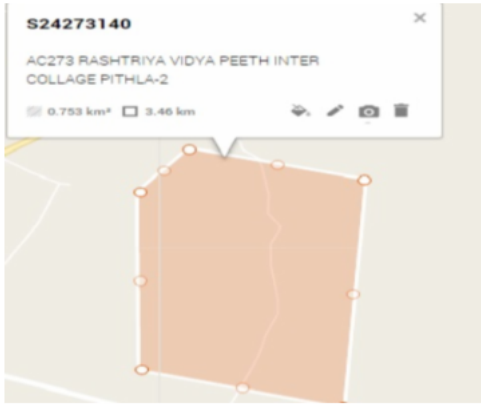 S24273140
AC273 RASHTRIYA VIDYA PEETH INTER
COLLAGE PITHLA-2
0.753 km² 3.46 km